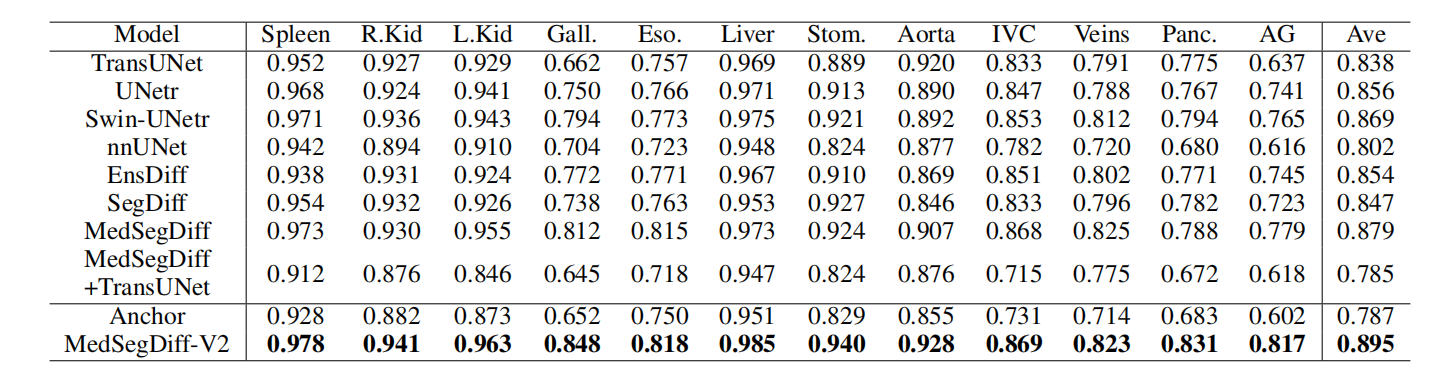 Model Spleen R.Kid L.Kid Gall. Eso. Liver Stom. Aorta IVC Veins Panc. AG Ave
TransUNet 0.952 0.927 0.929 0.662 0.757 0.969 0.889 0.920 0.833 0.791 0.775 0.637 0.838
UNetr 0.968 0.924 0.941 0.750 0.766 0.971 0.913 0.890 0.847 0.788 0.767 0.741 0.856
Swin-UNetr 0.971 0.936 0.943 0.794 0.773 0.975 0.921 0.892 0.853 0.812 0.794 0.765 0.869
nnUNet 0.942 0.894 0.910 0.704 0.723 0.948 0.824 0.877 0.782 0.720 0.680 0.616 0.802
EnsDiff 0.938 0.931 0.924 0.772 0.771 0.967 0.910 0.869 0.851 0.802 0.771 0.745 0.854
SegDiff 0.954 0.932 0.926 0.738 0.763 0.953 0.927 0.846 0.833 0.796 0.782 0.723 0.847
MedSegDiff 0.973 0.930 0.955 0.812 0.815 0.973 0.924 0.907 0.868 0.825 0.788 0.779 0.879
MedSegDiff
+TransUNet 0.912 0.876 0.846 0.645 0.718 0.947 0.824 0.876 0.715 0.775 0.672 0.618 0.785
Anchor 0.928 0.882 0.873 0.652 0.750 0.951 0.829 0.855 0.731 0.714 0.683 0.602 0.787
MedSegDiff-V2 0.978 0.941 0.963 0.848 0.818 0.985 0.940 0.928 0.869 0.823 0.831 0.817 0.895